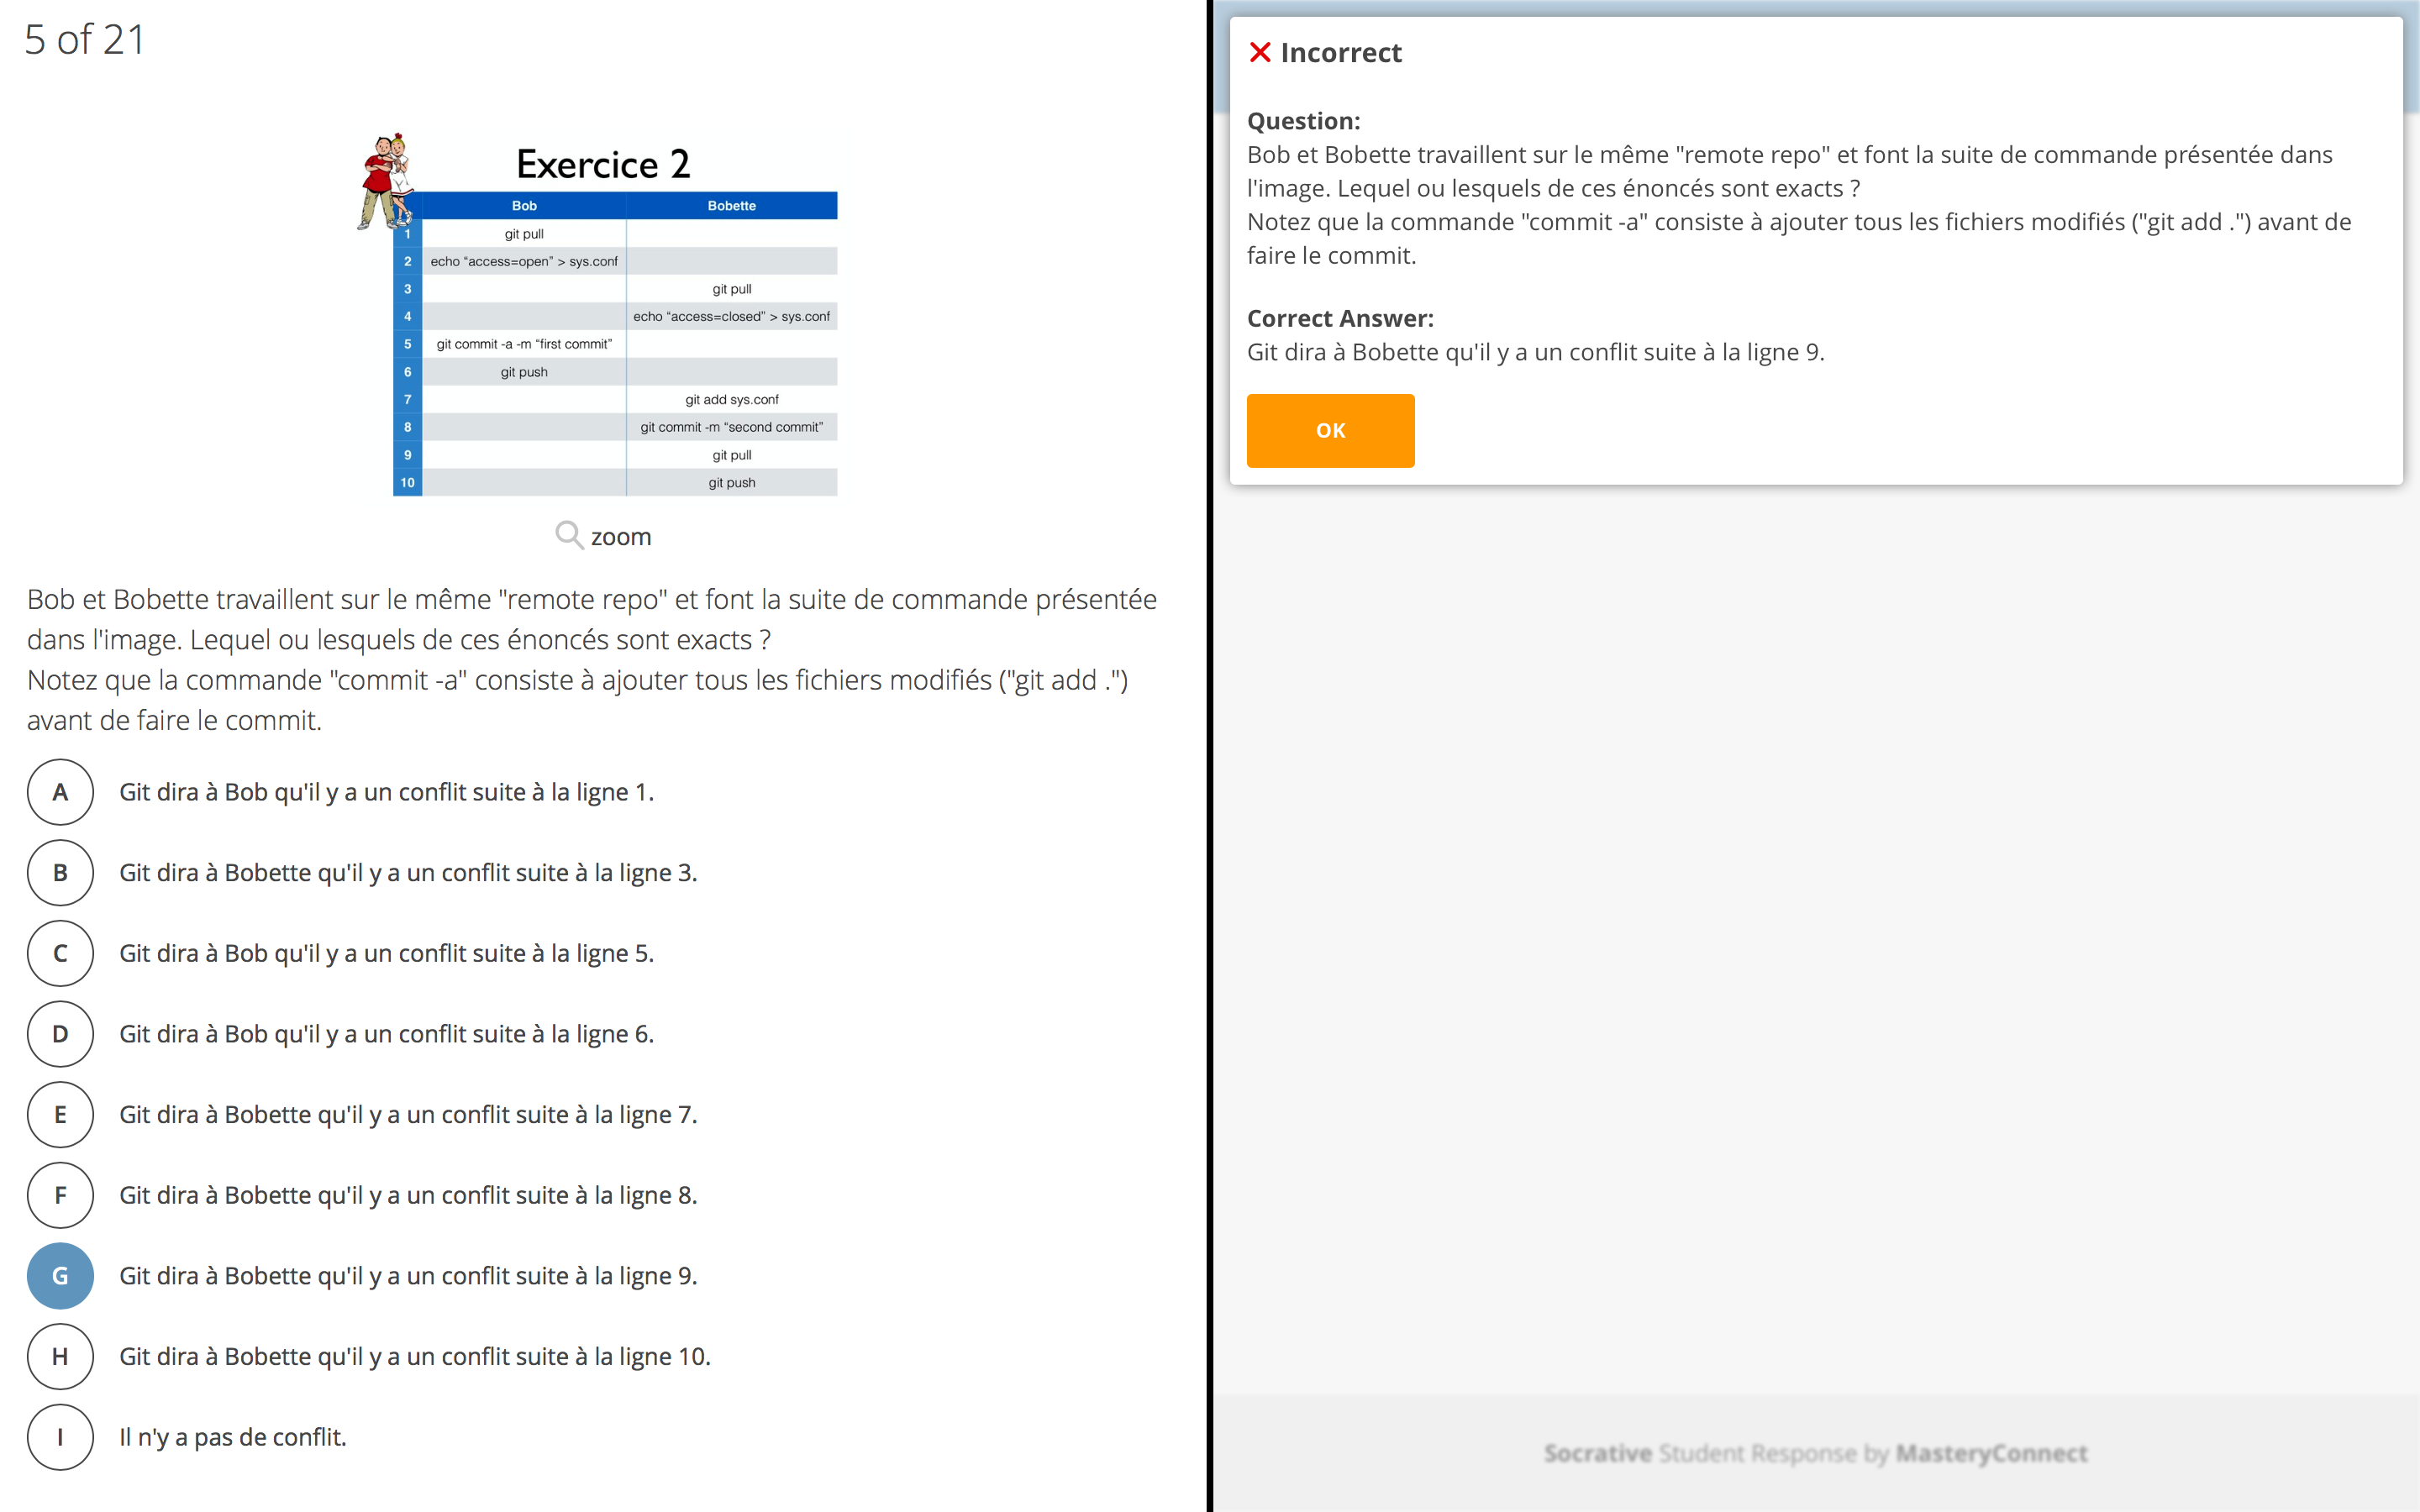 5 of 21
Exercice 2
Bob Bobette
1 git pull
2 echo “access=open” > sys.conf
3 git pull
4 echo “access=closed” > sys.conf
5 git commit -a -m “first commit”
6 git push
7 git add sys.conf
8 git commit -m “second commit”
9 git pull
10 git push
zoom
Bob et Bobette travaillent sur le même "remote repo" et font la suite de commande présentée
dans l'image. Lequel ou lesquels de ces énoncés sont exacts ?
Notez que la commande "commit -a" consiste à ajouter tous les fichiers modifiés ("git add .")
avant de faire le commit.
A Git dira à Bob qu'il y a un conflit suite à la ligne 1.
B Git dira à Bobette qu'il y a un conflit suite à la ligne 3.
C Git dira à Bob qu'il y a un conflit suite à la ligne 5.
D Git dira à Bob qu'il y a un conflit suite à la ligne 6.
E Git dira à Bobette qu'il y a un conflit suite à la ligne 7.
F Git dira à Bobette qu'il y a un conflit suite à la ligne 8.
G Git dira à Bobette qu'il y a un conflit suite à la ligne 9.
H Git dira à Bobette qu'il y a un conflit suite à la ligne 10.
I Il n'y a pas de conflit.
Incorrect
Question:
Bob et Bobette travaillent sur le même "remote repo" et font la suite de commande présentée dans
l'image. Lequel ou lesquels de ces énoncés sont exacts ?
Notez que la commande "commit -a" consiste à ajouter tous les fichiers modifiés ("git add .") avant de
faire le commit.
Correct Answer:
Git dira à Bobette qu'il y a un conflit suite à la ligne 9.
OK
Socrative Student Response by MasteryConnect